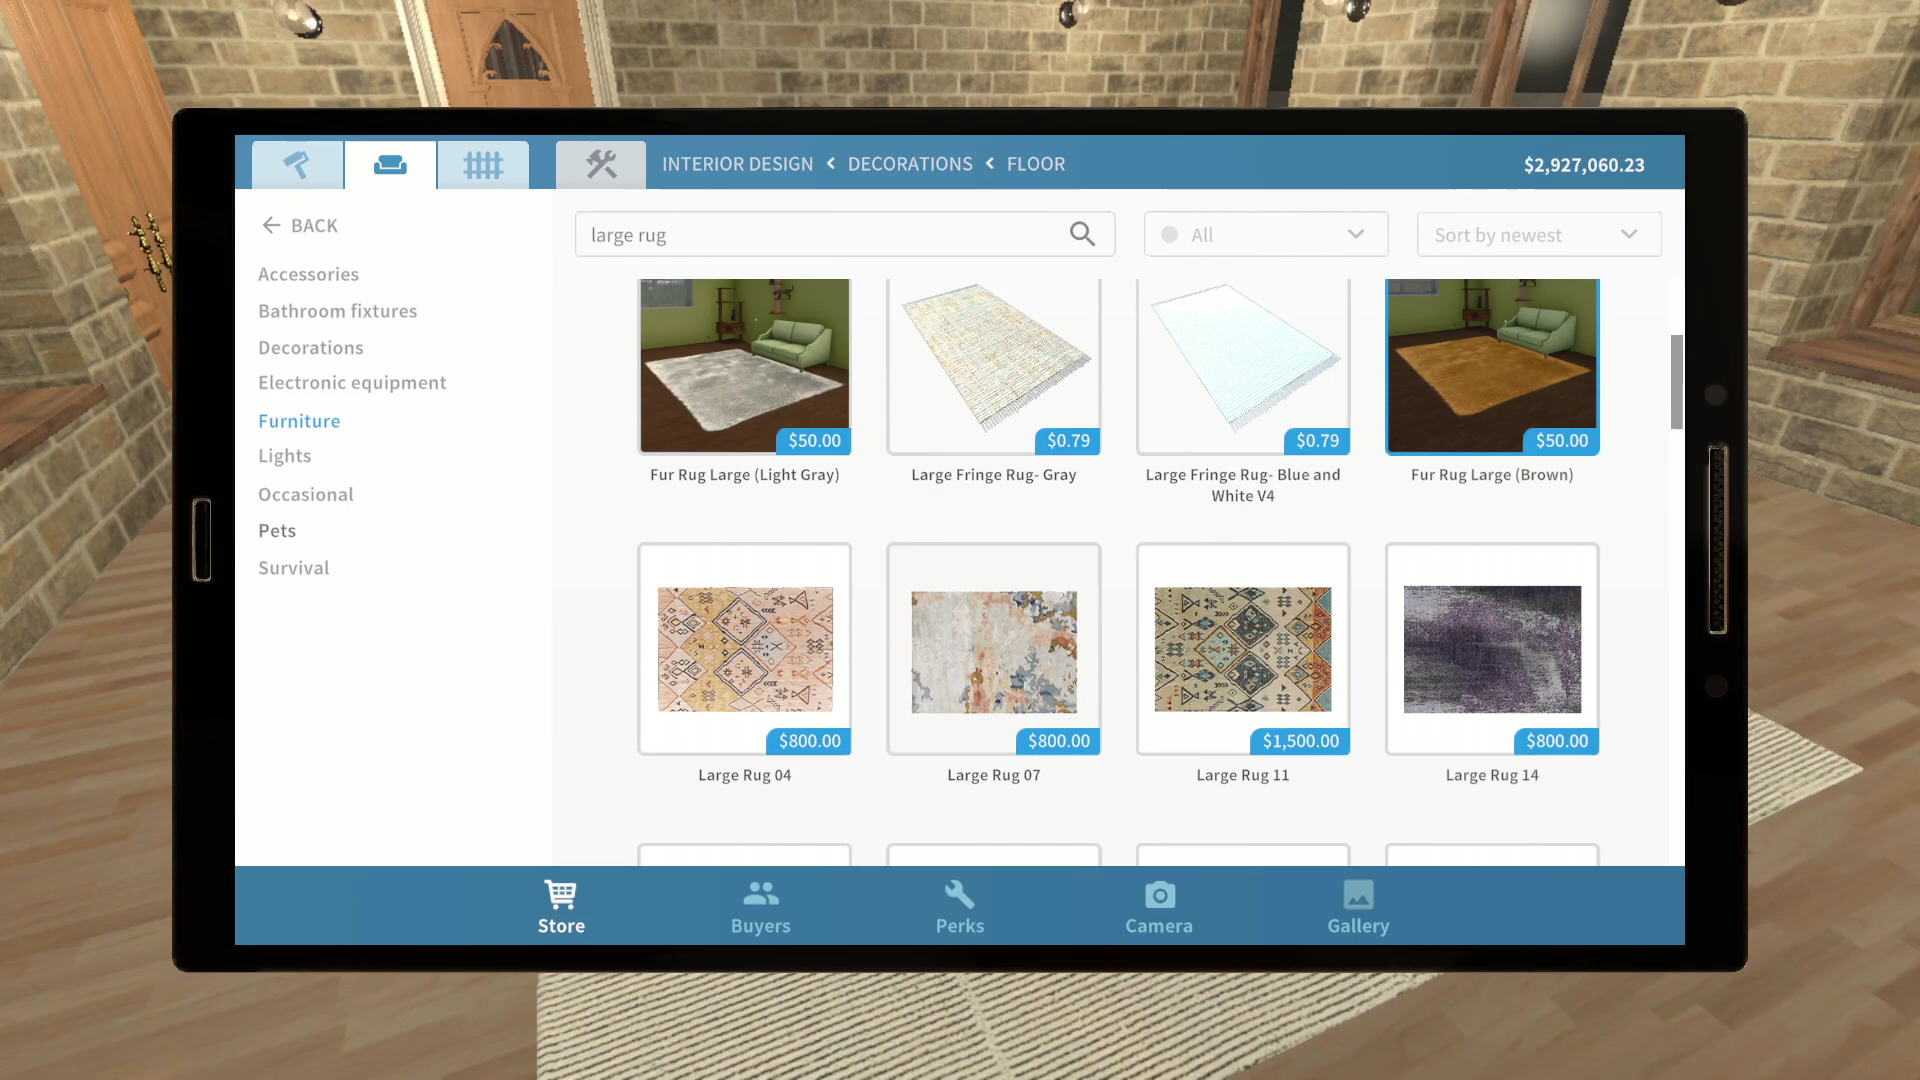 INTERIOR DESIGN < DECORATIONS < FLOOR
$2,927,060.23
BACK
large rug
All
Sort by newest
Accessories
Bathroom fixtures
Decorations
Electronic equipment
Furniture
Lights
Occasional
Pets
Survival
$50.00
$0.79
$0.79
$50.00
Fur Rug Large (Light Gray)
Large Fringe Rug- Gray
Large Fringe Rug- Blue and
White V4
Fur Rug Large (Brown)
$800.00
$800.00
$1,500.00
$800.00
Large Rug 04
Large Rug 07
Large Rug 11
Large Rug 14
Store
Buyers
Perks
Camera
Gallery